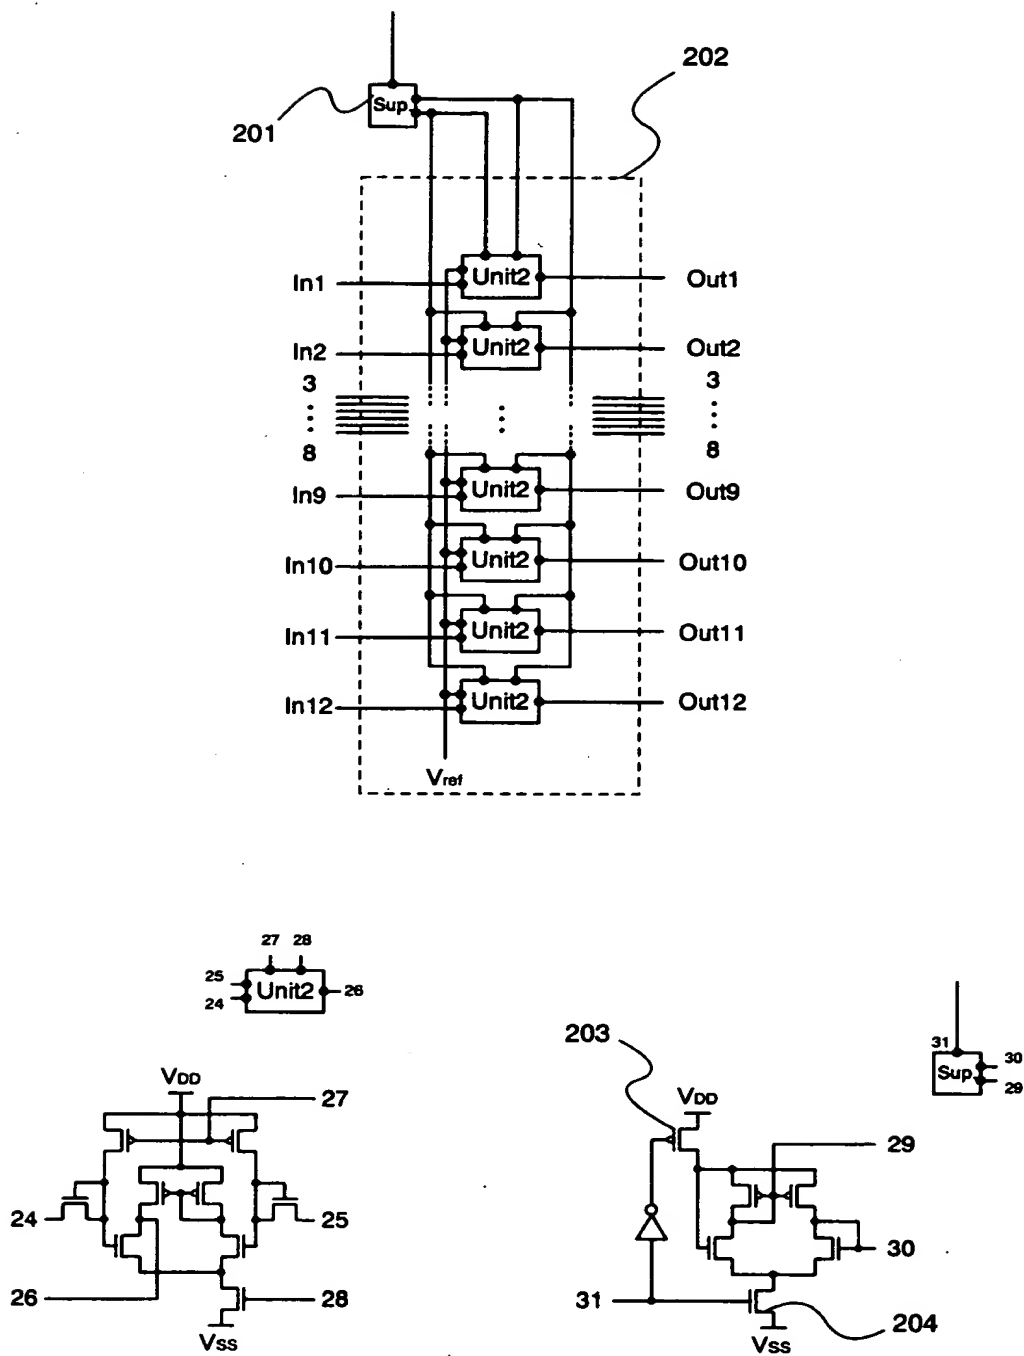 202
Sup
201
In1 Unit2 Out1
In2 Unit2 Out2
3 3
8 8
In9 Unit2 Out9
In10 Unit2 Out10
In11 Unit2 Out11
In12 Unit2 Out12
Vref
27 28
25
24 Unit2 26
203
31
Sup 30
29
VDD
27
24 25
26 28
VSS
VDD
29
30
31
204
VSS